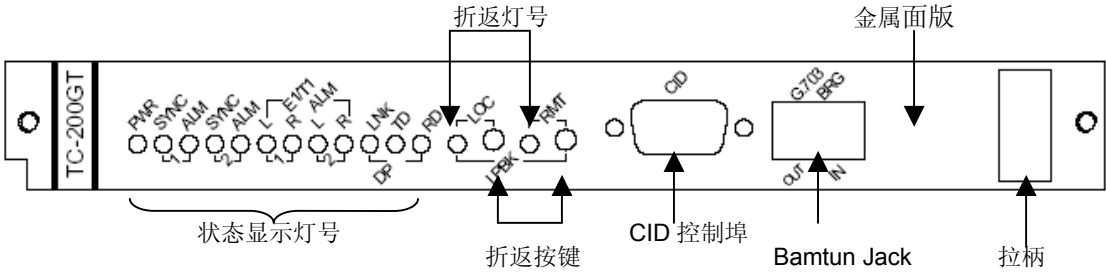 折返灯号
金属面版
TC-200GT
PWR
SYNC
ALM
SYNC
ALM
E1/T1
ALM
L
R
L
R
LNK
TD
RD
LOC
RMT
CID
G.703
BRG
1
2
1
2
DP
LPBK
OUT
IN
状态显示灯号
折返按键
CID 控制埠
Bamtun Jack
拉柄